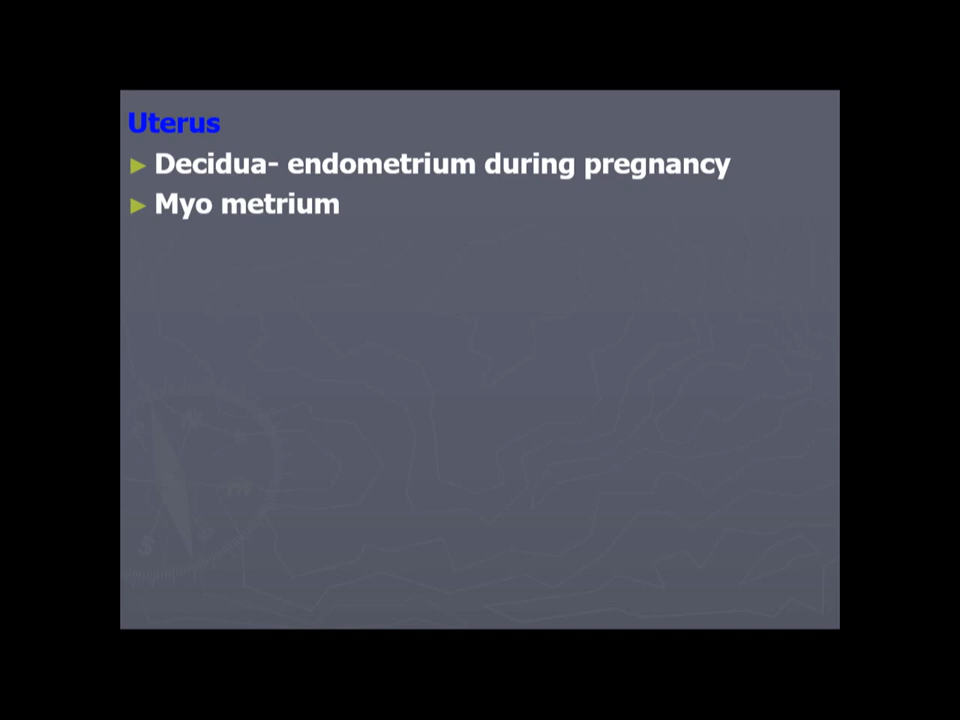 Uterus
► Decidua- endometrium during pregnancy
► Myo metrium